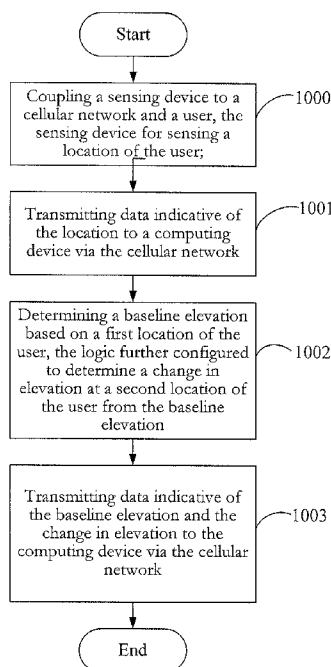 Start
Coupling a sensing device to a
cellular network and a user, the
sensing device for sensing a
location of the user;
1000
Transmitting data indicative of
the location to a computing
device via the cellular network
1001
Determining a baseline elevation
based on a first location of the
user, the logic further configured
to determine a change in
elevation at a second location of
the user from the baseline
elevation
1002
Transmitting data indicative of
the baseline elevation and the
change in elevation to the
computing device via the cellular
network
1003
End